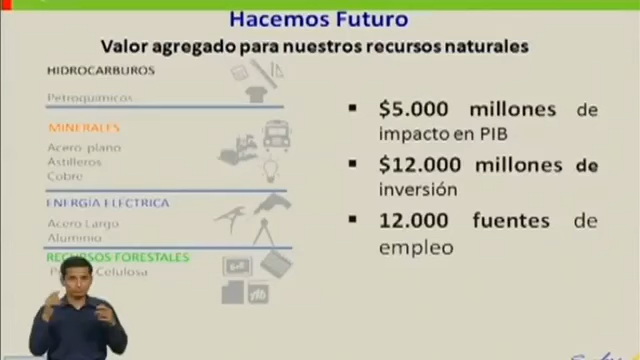 Hacemos Futuro
Valor agregado para nuestros recursos naturales
HIDROCARBUROS
Petroquímicos
MINERALES
Acero plano
Astilleros
Cobre
ENERGÍA ELÉCTRICA
Acero Largo
Aluminio
RECURSOS FORESTALES
Celulosa
▪ $5.000 millones de
impacto en PIB
▪ $12.000 millones de
inversión
▪ 12.000 fuentes de
empleo